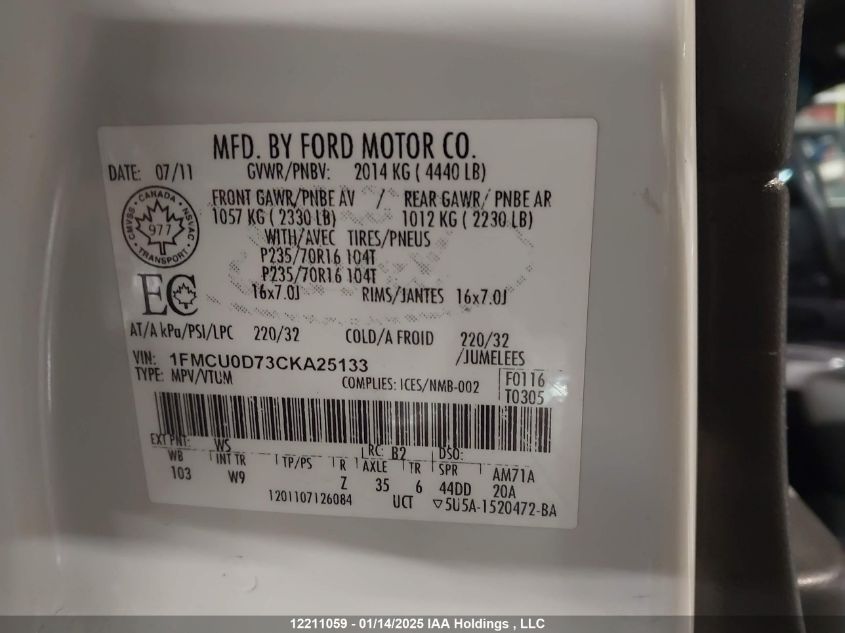 MFD. BY FORD MOTOR CO.
DATE: 07/11 GVWR/PNBV: 2014 KG ( 4440 LB)
FRONT GAWR/PNBE AV / REAR GAWR/ PNBE AR
1057 KG ( 2330 LB) 1012 KG ( 2230 LB)
WITH/AVEC TIRES/PNEUS
P235/70R16 104T
P235/70R16 104T
16x7.0J RIMS/JANTES 16x7.0J
CANADA
CMVSS NSVAC
977
TRANSPORT
EC
AT/A kPa/PSI/LPC 220/32 COLD/A FROID 220/32
/JUMELEES
VIN: 1FMCU0D73CKA25133
TYPE: MPV/VTUM COMPLIES: ICES/NMB-002 F0116
T0305
EXT PNT: WS RC: B2 DSO:
WB INT TR TP/PS R AXLE TR SPR AM71A
103 W9 Z 35 6 44DD 20A
1201107126084 UCT ▽5U5A-1520472-BA
12211059 - 01/14/2025 IAA Holdings , LLC